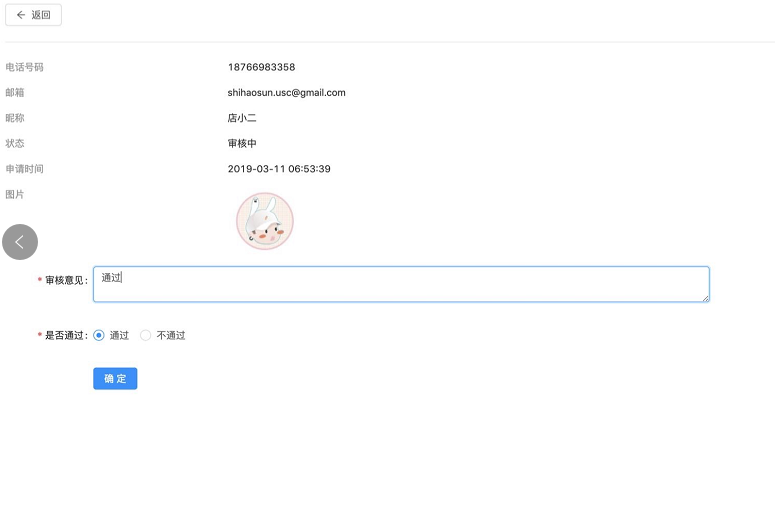 返回
电话号码 18766983358
邮箱 shihaosun.usc@gmail.com
昵称 店小二
状态 审核中
申请时间 2019-03-11 06:53:39
图片
* 审核意见: 通过
* 是否通过: 通过 不通过
确 定